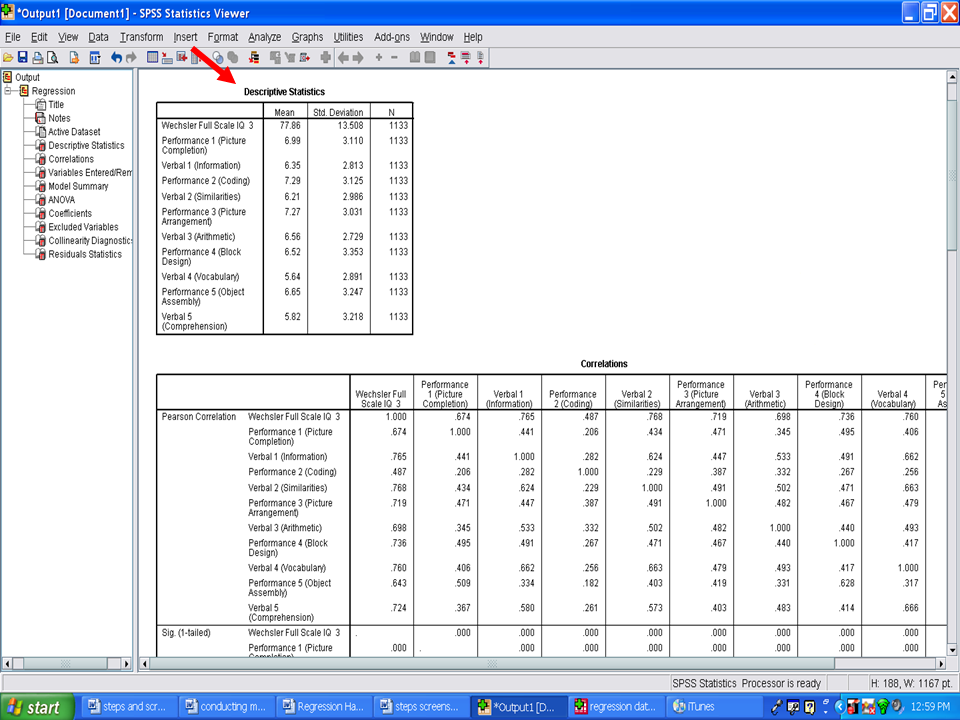 *Output1 [Document1] - SPSS Statistics Viewer
File Edit View Data Transform Insert Format Analyze Graphs Utilities Add-ons Window Help
Output
Regression
Title
Notes
Active Dataset
Descriptive Statistics
Correlations
Variables Entered/Rem
Model Summary
ANOVA
Coefficients
Excluded Variables
Collinearity Diagnostics
Residuals Statistics
Descriptive Statistics
Mean Std. Deviation N
Wechsler Full Scale IQ 3 77.86 13.508 1133
Performance 1 (Picture 6.99 3.110 1133
Completion)
Verbal 1 (Information) 6.35 2.813 1133
Performance 2 (Coding) 7.29 3.125 1133
Verbal 2 (Similarities) 6.21 2.986 1133
Performance 3 (Picture 7.27 3.031 1133
Arrangement)
Verbal 3 (Arithmetic) 6.56 2.729 1133
Performance 4 (Block 6.52 3.353 1133
Design)
Verbal 4 (Vocabulary) 5.64 2.891 1133
Performance 5 (Object 6.65 3.247 1133
Assembly)
Verbal 5 5.82 3.218 1133
(Comprehension)
Correlations
Performance Performance Performance Per
Wechsler Full 1 (Picture Verbal 1 Performance Verbal 2 3 (Picture Verbal 3 4 (Block Verbal 4 5
Scale IQ 3 Completion) (Information) 2 (Coding) (Similarities) Arrangement) (Arithmetic) Design) (Vocabulary) As
Pearson Correlation Wechsler Full Scale IQ 3 1.000 .674 .765 .487 .768 .719 .698 .736 .760
Performance 1 (Picture .674 1.000 .441 .206 .434 .471 .345 .495 .406
Completion)
Verbal 1 (Information) .765 .441 1.000 .282 .624 .447 .533 .491 .662
Performance 2 (Coding) .487 .206 .282 1.000 .229 .387 .332 .267 .256
Verbal 2 (Similarities) .768 .434 .624 .229 1.000 .491 .502 .471 .663
Performance 3 (Picture .719 .471 .447 .387 .491 1.000 .482 .467 .479
Arrangement)
Verbal 3 (Arithmetic) .698 .345 .533 .332 .502 .482 1.000 .440 .493
Performance 4 (Block .736 .495 .491 .267 .471 .467 .440 1.000 .417
Design)
Verbal 4 (Vocabulary) .760 .406 .662 .256 .663 .479 .493 .417 1.000
Performance 5 (Object .643 .509 .334 .182 .403 .419 .331 .628 .317
Assembly)
Verbal 5 .724 .367 .580 .261 .573 .403 .483 .414 .666
(Comprehension)
Sig. (1-tailed) Wechsler Full Scale IQ 3 . .000 .000 .000 .000 .000 .000 .000 .000
Performance 1 (Picture .000 . .000 .000 .000 .000 .000 .000 .000
Completion)
SPSS Statistics Processor is ready H: 188, W: 1167 pt.
start steps and scr... conducting m... Regression Ha... steps screens... *Output1 [D... regression dat... iTunes 12:59 PM